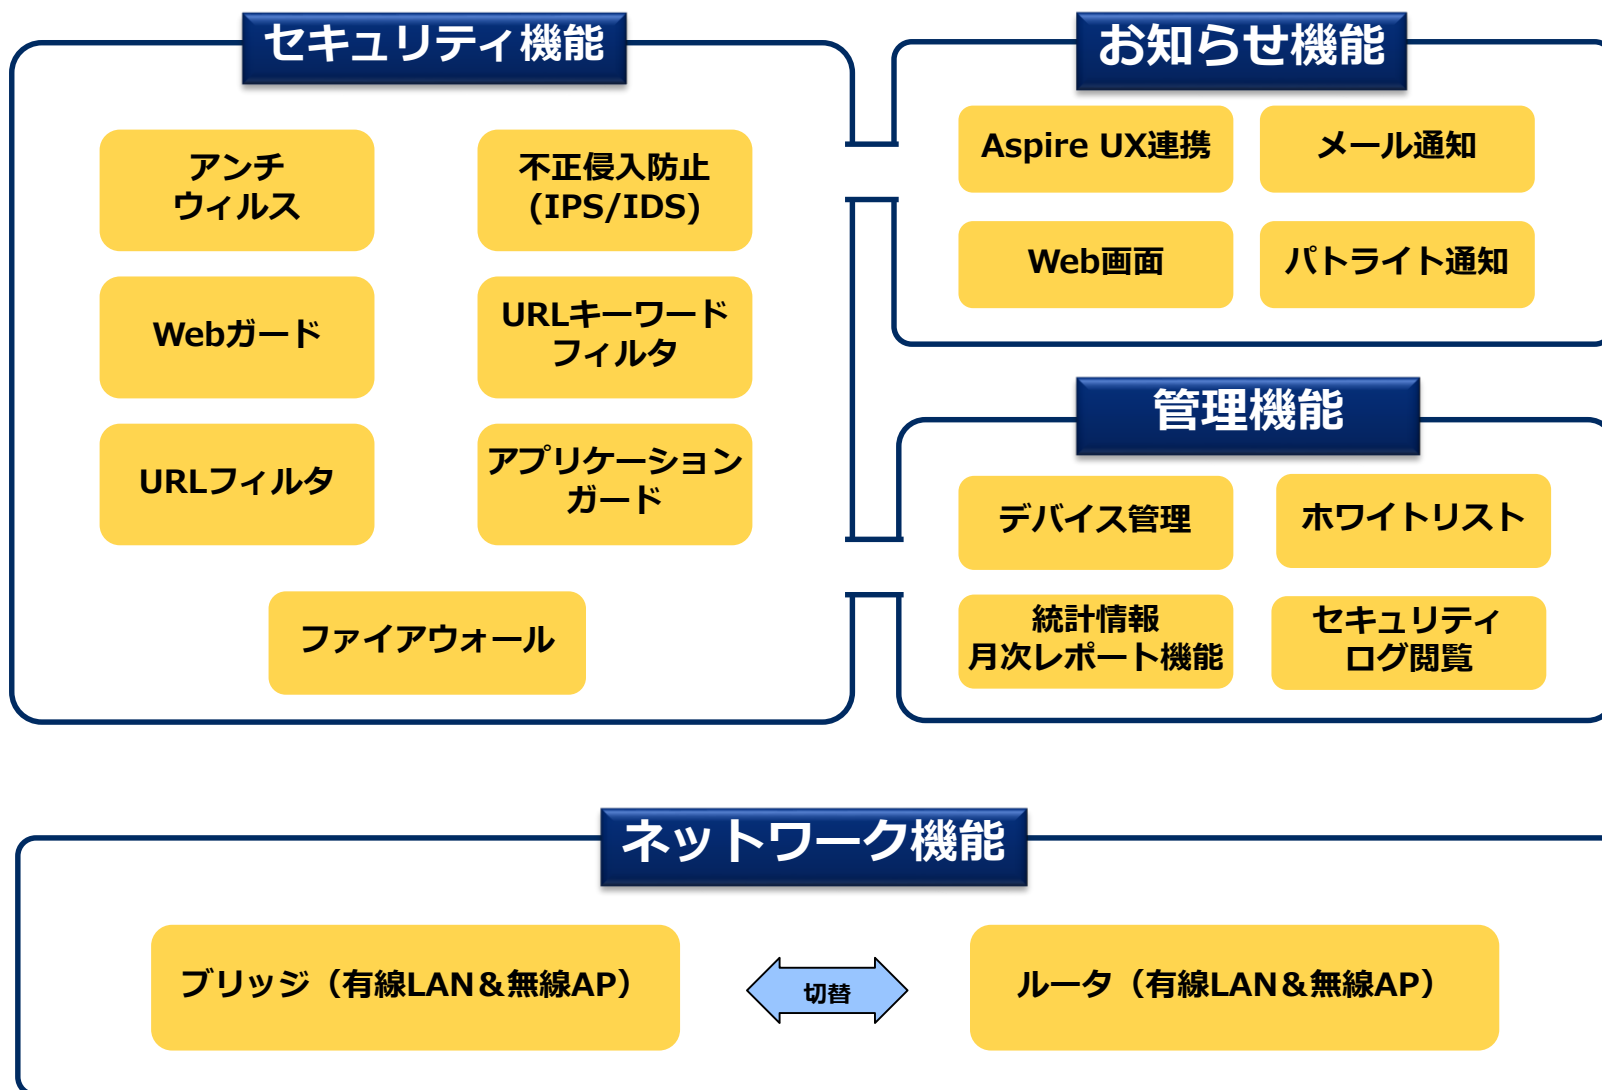 セキュリティ機能
アンチ
ウィルス
不正侵入防止
(IPS/IDS)
Webガード
URLキーワード
フィルタ
URLフィルタ
アプリケーション
ガード
ファイアウォール
お知らせ機能
Aspire UX連携
メール通知
Web画面
パトライト通知
管理機能
デバイス管理
ホワイトリスト
統計情報
月次レポート機能
セキュリティ
ログ閲覧
ネットワーク機能
ブリッジ（有線LAN＆無線AP）
切替
ルータ（有線LAN＆無線AP）